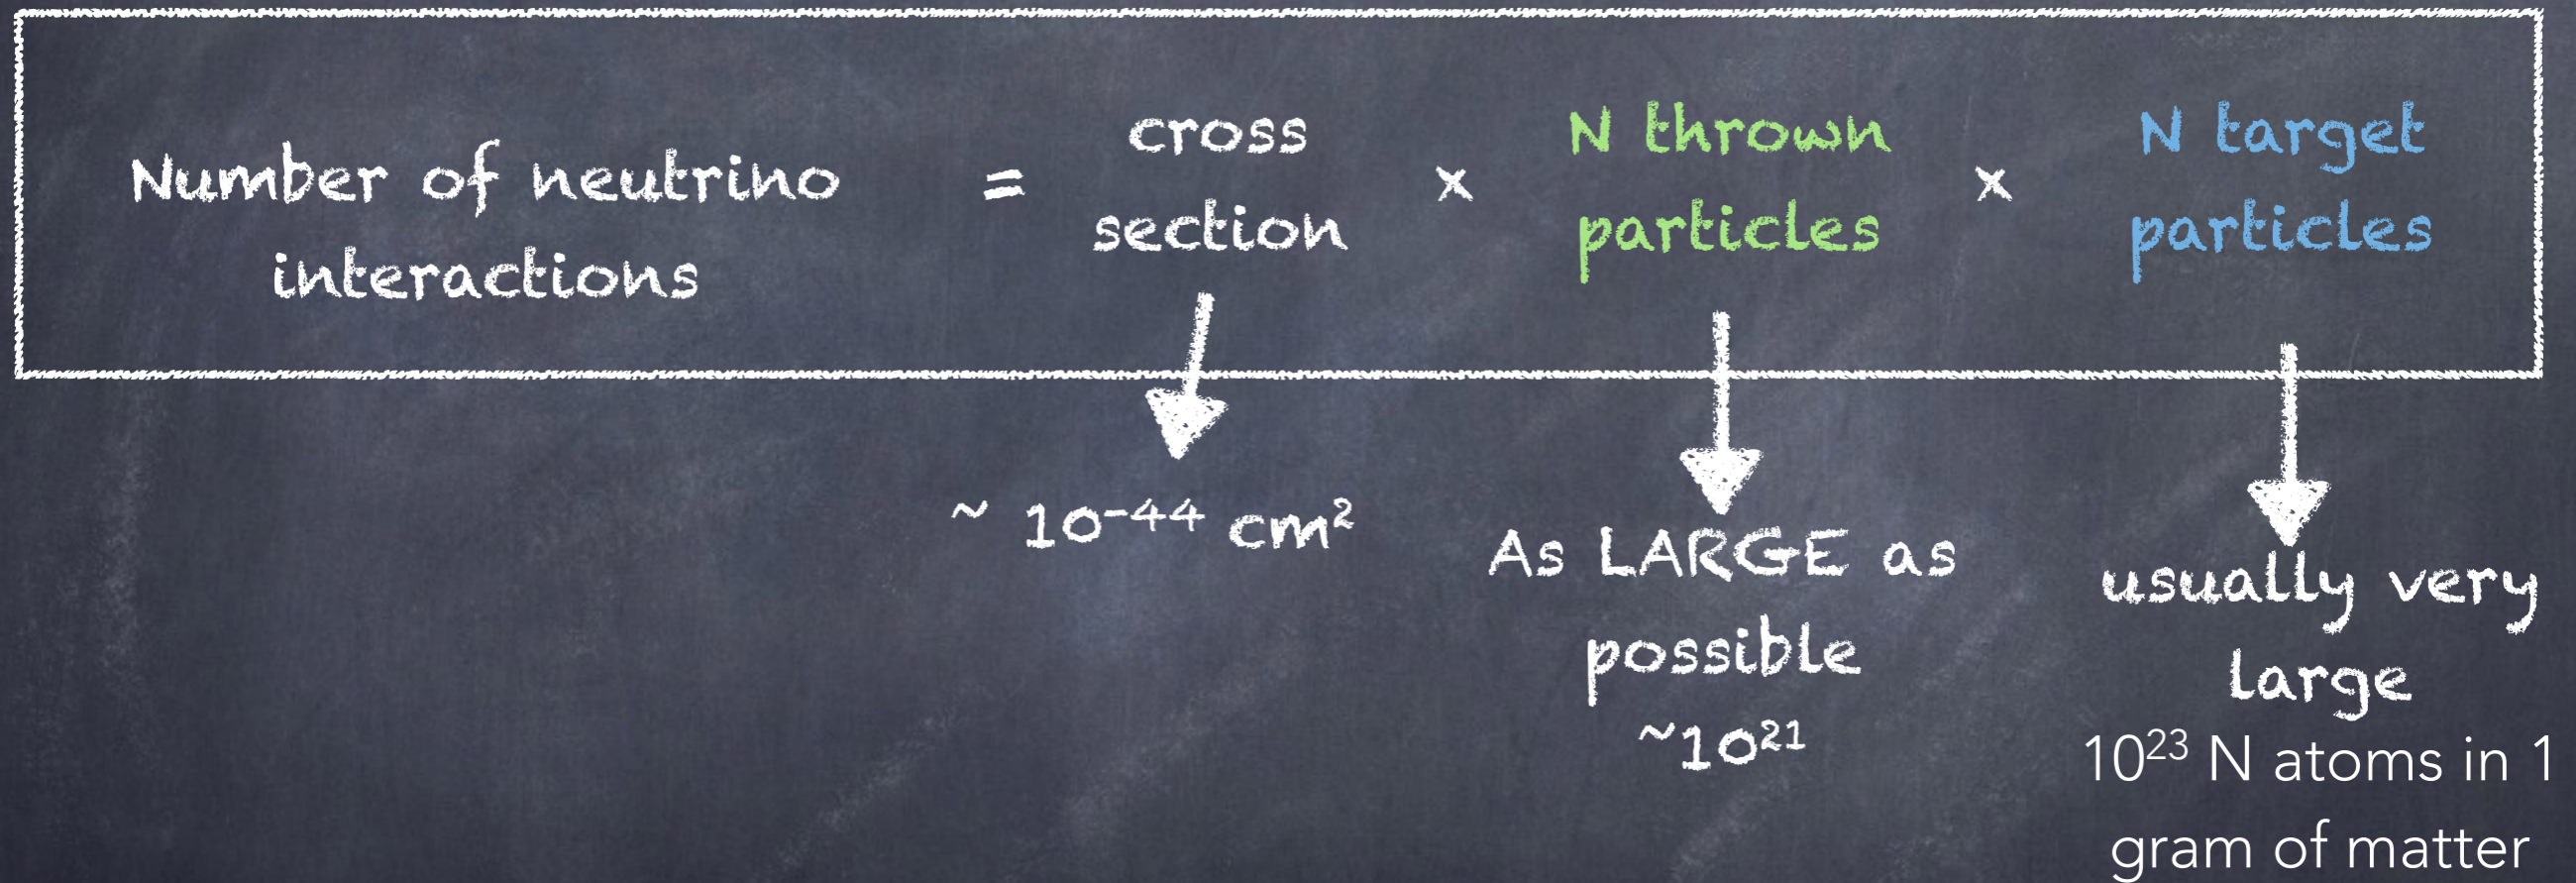 Number of neutrino
interactions
=
cross
section
x
N thrown
particles
x
N target
particles
~ 10⁻⁴⁴ cm²
As LARGE as
possible
~10²¹
usually very
large
10²³ N atoms in 1
gram of matter